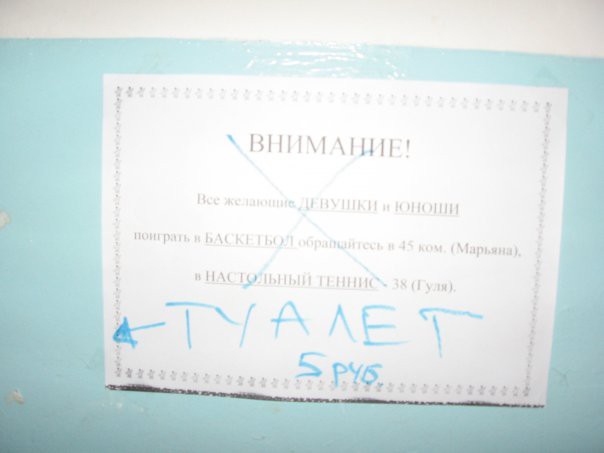 ВНИМАНИЕ!
Все желающие ДЕВУШКИ и ЮНОШИ
поиграть в БАСКЕТБОЛ обращайтесь в 45 ком. (Марьяна),
в НАСТОЛЬНЫЙ ТЕННИС - 38 (Гуля).
← ТУАЛЕТ
5 руб